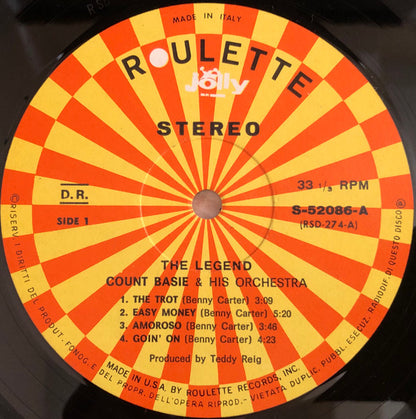 MADE IN ITALY
ROULETTE
Jolly
STEREO
D.R.
33 1/3 RPM
SIDE 1
S-52086-A
(RSD-274-A)
THE LEGEND
COUNT BASIE & HIS ORCHESTRA
1. THE TROT (Benny Carter) 3:09
2. EASY MONEY (Benny Carter) 5:20
3. AMOROSO (Benny Carter) 3:46
4. GOIN' ON (Benny Carter) 4:23
Produced by Teddy Reig
MADE IN U.S.A. BY ROULETTE RECORDS, INC.
©RISERV. I DIRITTI DEL PRODUT. FONOG. E DEL PROPR. DELL'OPERA RIPROD. - VIETATA DUPLIC. PUBBL. ESECUZ. RADIODIF. DI QUESTO DISCO